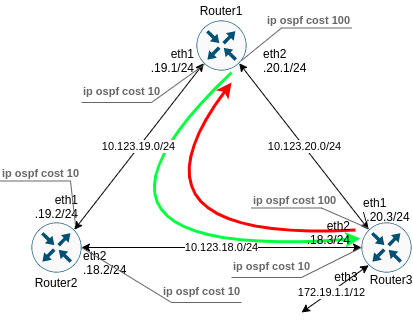 Router1
ip ospf cost 100
eth1
.19.1/24
eth2
.20.1/24
ip ospf cost 10
10.123.19.0/24
10.123.20.0/24
ip ospf cost 10
eth1
.19.2/24
ip ospf cost 100
eth1
.20.3/24
eth2
.18.3/24
10.123.18.0/24
eth2
.18.2/24
Router2
ip ospf cost 10
ip ospf cost 10
eth3
Router3
172.19.1.1/12